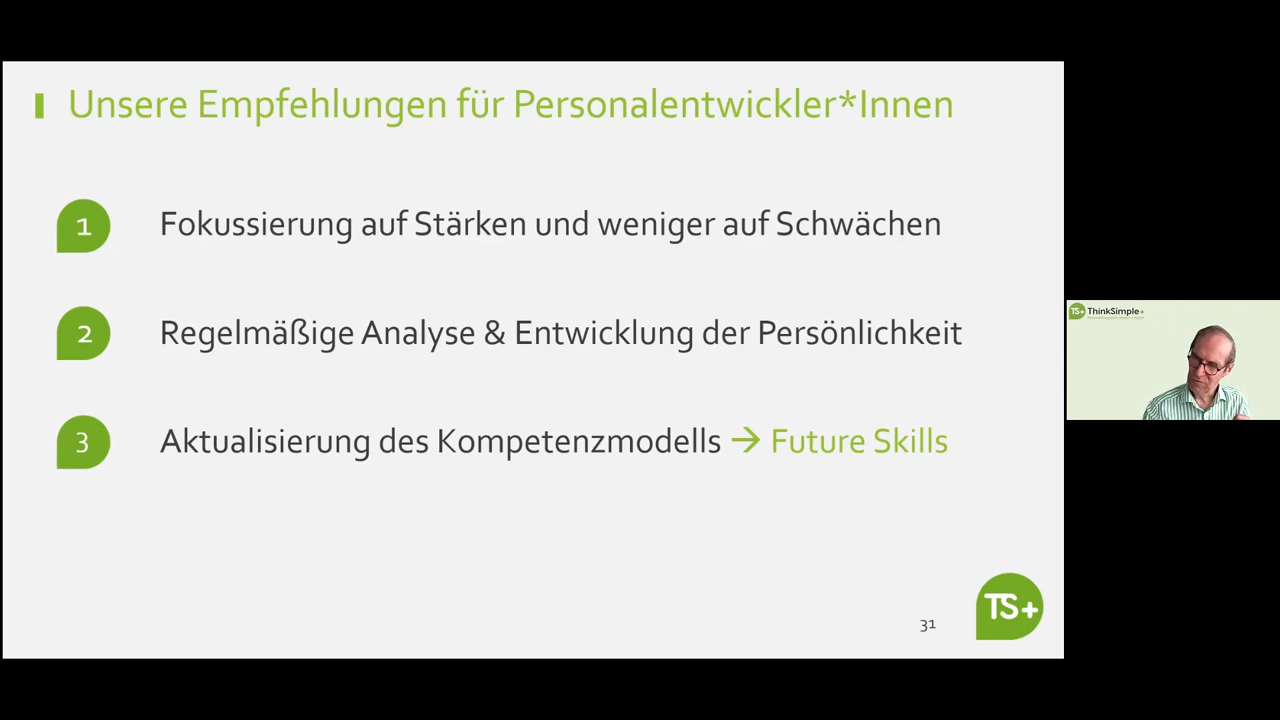 Unsere Empfehlungen für Personalentwickler*Innen
1 Fokussierung auf Stärken und weniger auf Schwächen
2 Regelmäßige Analyse & Entwicklung der Persönlichkeit
3 Aktualisierung des Kompetenzmodells → Future Skills
31
TS+
TS+ ThinkSimple+